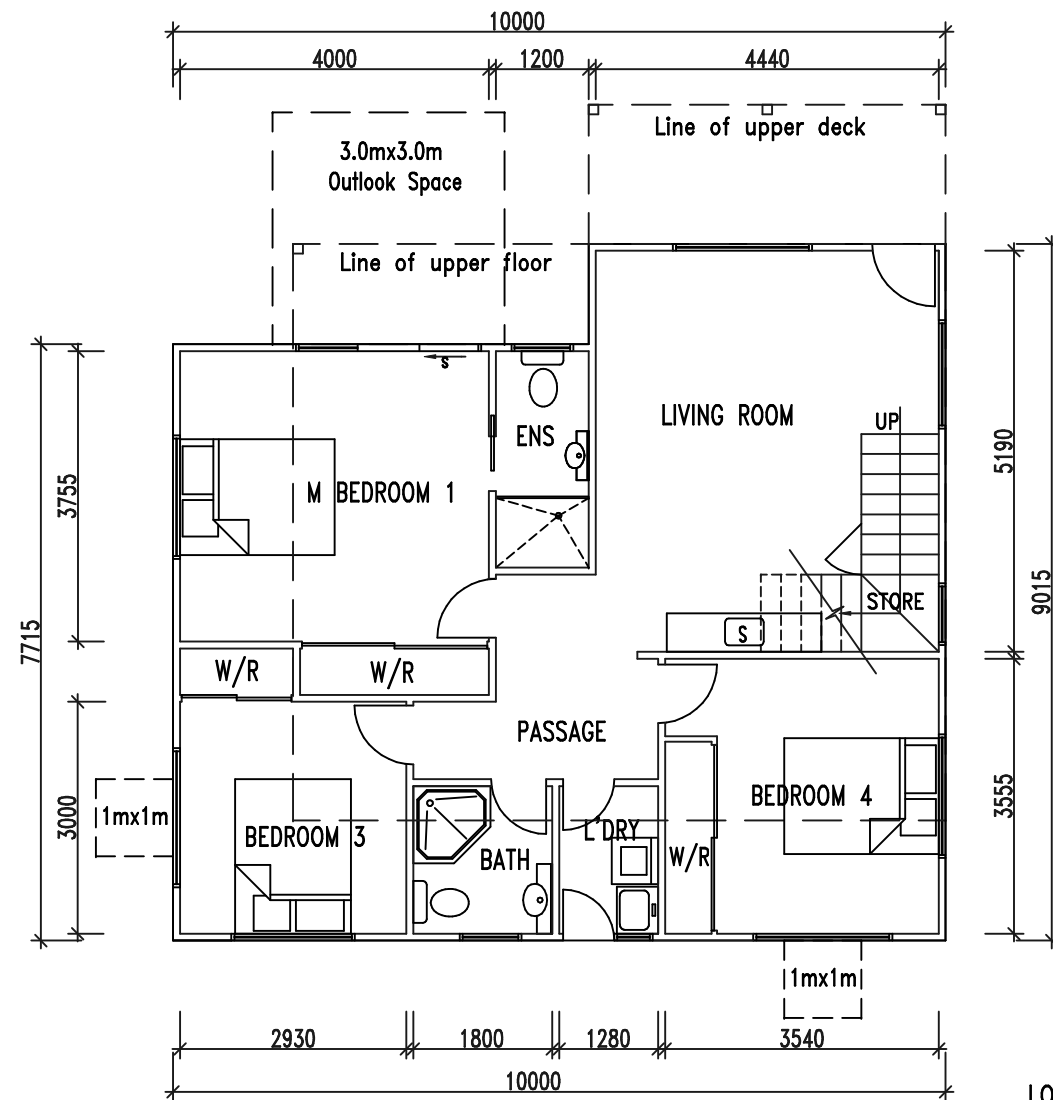 10000
4000
1200
4440
Line of upper deck
3.0mx3.0m
Outlook Space
Line of upper floor
S
LIVING ROOM
UP
ENS
5190
3755
M BEDROOM 1
9015
STORE
7715
S
W/R
W/R
PASSAGE
BEDROOM 4
3555
3000
1mx1m
BEDROOM 3
L'DRY
BATH
W/R
1mx1m
2930
1800
1280
3540
10000
LO